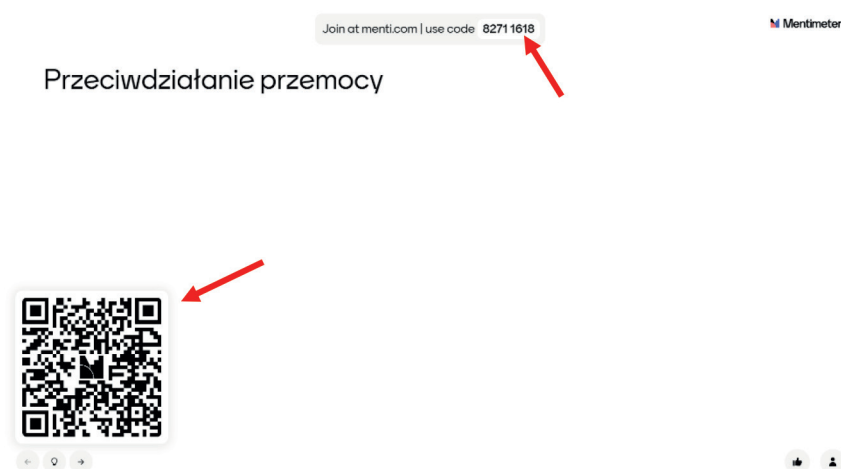 Join at menti.com | use code 8271 1618
Mentimeter
Przeciwdziałanie przemocy